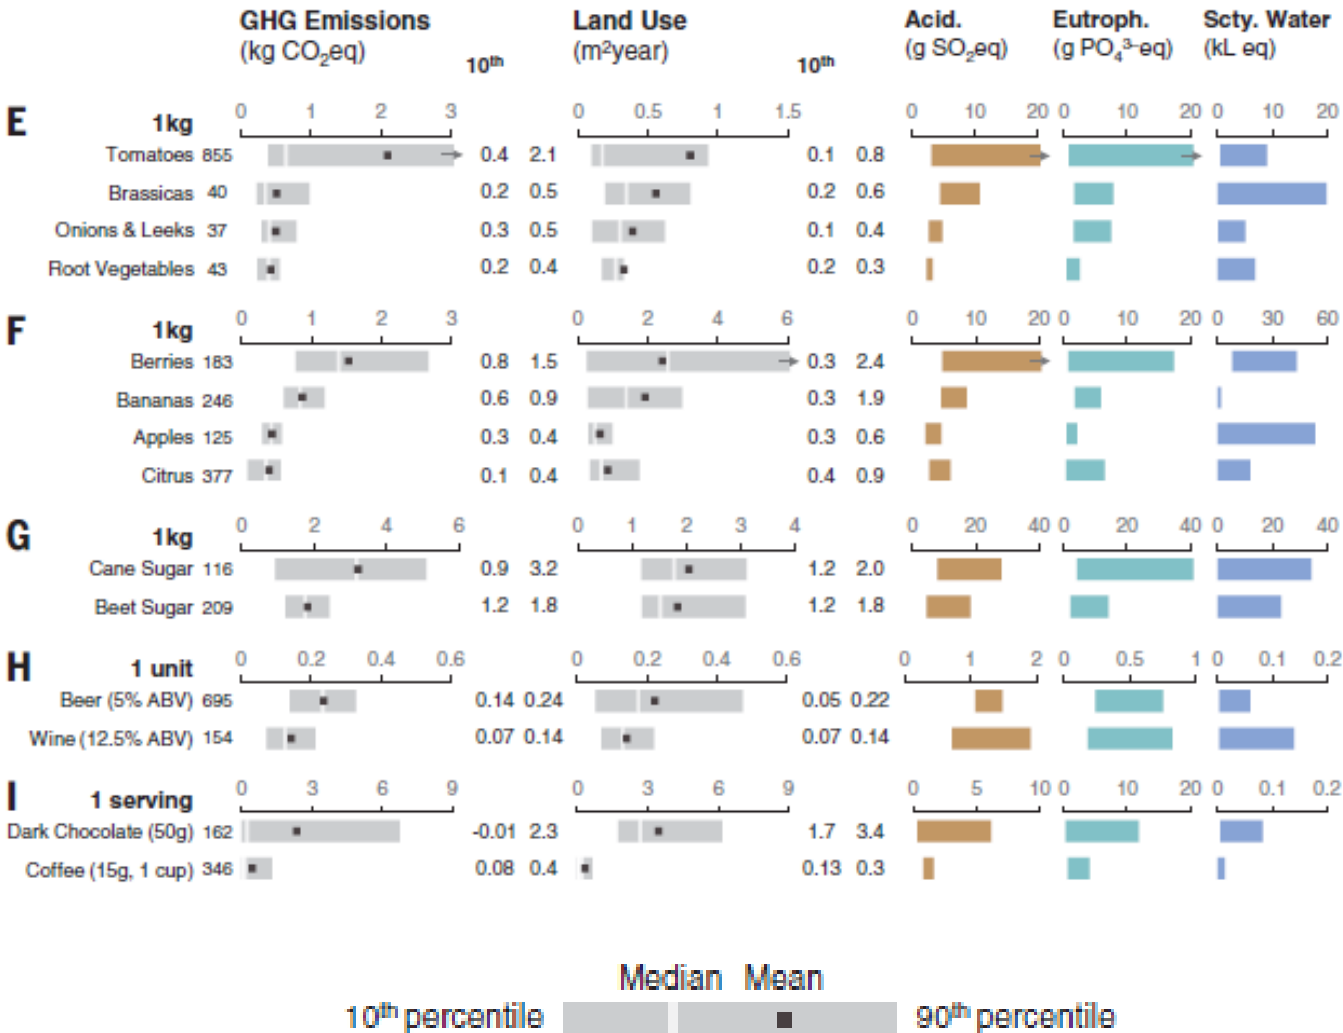 GHG Emissions Land Use Acid. Eutroph. Scty. Water
(kg CO₂eq) 10ᵗʰ (m²year) 10ᵗʰ (g SO₂eq) (g PO₄³⁻eq) (kL eq)
E 1kg 0 1 2 3 0 0.5 1 1.5 0 10 20 0 10 20 0 10 20
Tomatoes 855 0.4 2.1 0.1 0.8
Brassicas 40 0.2 0.5 0.2 0.6
Onions & Leeks 37 0.3 0.5 0.1 0.4
Root Vegetables 43 0.2 0.4 0.2 0.3
F 1kg 0 1 2 3 0 2 4 6 0 10 20 0 10 20 0 30 60
Berries 183 0.8 1.5 0.3 2.4
Bananas 246 0.6 0.9 0.3 1.9
Apples 125 0.3 0.4 0.3 0.6
Citrus 377 0.1 0.4 0.4 0.9
G 1kg 0 2 4 6 0 1 2 3 4 0 20 40 0 20 40 0 20 40
Cane Sugar 116 0.9 3.2 1.2 2.0
Beet Sugar 209 1.2 1.8 1.2 1.8
H 1 unit 0 0.2 0.4 0.6 0 0.2 0.4 0.6 0 1 2 0 0.5 1 0 0.1 0.2
Beer (5% ABV) 695 0.14 0.24 0.05 0.22
Wine (12.5% ABV) 154 0.07 0.14 0.07 0.14
I 1 serving 0 3 6 9 0 3 6 9 0 5 10 0 10 20 0 0.1 0.2
Dark Chocolate (50g) 162 -0.01 2.3 1.7 3.4
Coffee (15g, 1 cup) 346 0.08 0.4 0.13 0.3
Median Mean
10ᵗʰ percentile 90ᵗʰ percentile